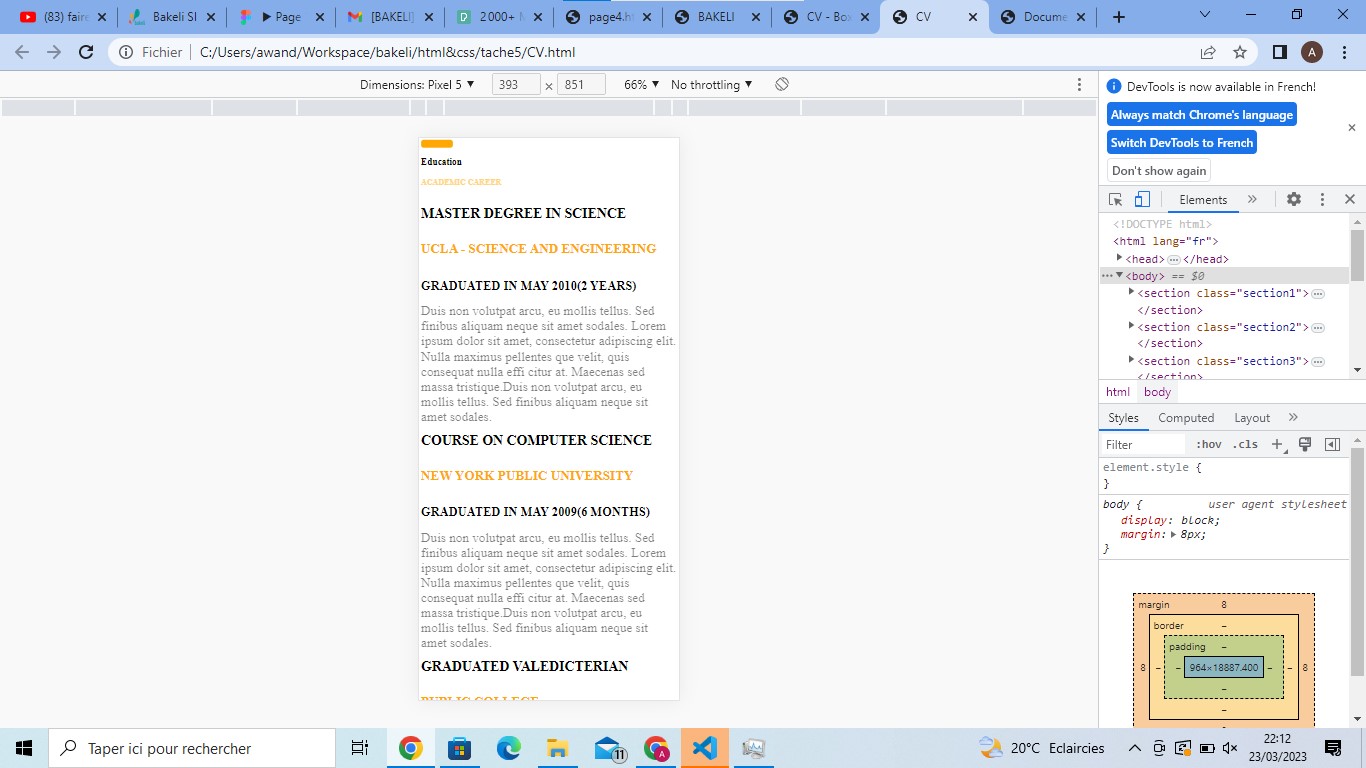 (83) faire
Bakeli Sl
Page
[BAKELI]
2000+ M
page4.ht
BAKELI
CV - Box
CV
Docume
Fichier
C:/Users/awand/Workspace/bakeli/html&css/tache5/CV.html
A
Dimensions: Pixel 5 ▼ 393 × 851 66% ▼ No throttling ▼
Education
ACADEMIC CAREER
MASTER DEGREE IN SCIENCE
UCLA - SCIENCE AND ENGINEERING
GRADUATED IN MAY 2010(2 YEARS)
Duis non volutpat arcu, eu mollis tellus. Sed
finibus aliquam neque sit amet sodales. Lorem
ipsum dolor sit amet, consectetur adipiscing elit.
Nulla maximus pellentes que velit, quis
consequat nulla effi citur at. Maecenas sed
massa tristique.Duis non volutpat arcu, eu
mollis tellus. Sed finibus aliquam neque sit
amet sodales.
COURSE ON COMPUTER SCIENCE
NEW YORK PUBLIC UNIVERSITY
GRADUATED IN MAY 2009(6 MONTHS)
Duis non volutpat arcu, eu mollis tellus. Sed
finibus aliquam neque sit amet sodales. Lorem
ipsum dolor sit amet, consectetur adipiscing elit.
Nulla maximus pellentes que velit, quis
consequat nulla effi citur at. Maecenas sed
massa tristique.Duis non volutpat arcu, eu
mollis tellus. Sed finibus aliquam neque sit
amet sodales.
GRADUATED VALEDICTERIAN
PUBLIC COLLEGE
DevTools is now available in French!
Always match Chrome's language
Switch DevTools to French
Don't show again
Elements
<!DOCTYPE html>
<html lang="fr">
<head>…</head>
<body> == $0
<section class="section1">…
</section>
<section class="section2">…
</section>
<section class="section3">…
</section>
html body
Styles Computed Layout
Filter :hov .cls
element.style {
}
body { user agent stylesheet
display: block;
margin: 8px;
}
margin 8
border –
padding –
8 – – 964×18887.400 – – 8
–
–
Taper ici pour rechercher
11
A
20°C Eclaircies
22:12
23/03/2023